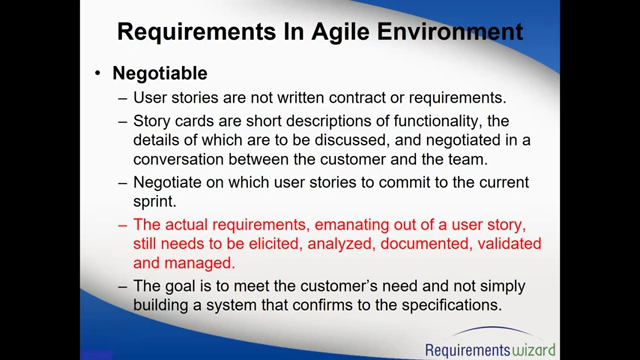 Requirements In Agile Environment
• Negotiable
– User stories are not written contract or requirements.
– Story cards are short descriptions of functionality, the
details of which are to be discussed, and negotiated in a
conversation between the customer and the team.
– Negotiate on which user stories to commit to the current
sprint.
– The actual requirements, emanating out of a user story,
still needs to be elicited, analyzed, documented, validated
and managed.
– The goal is to meet the customer's need and not simply
building a system that confirms to the specifications.
Requirementswizard